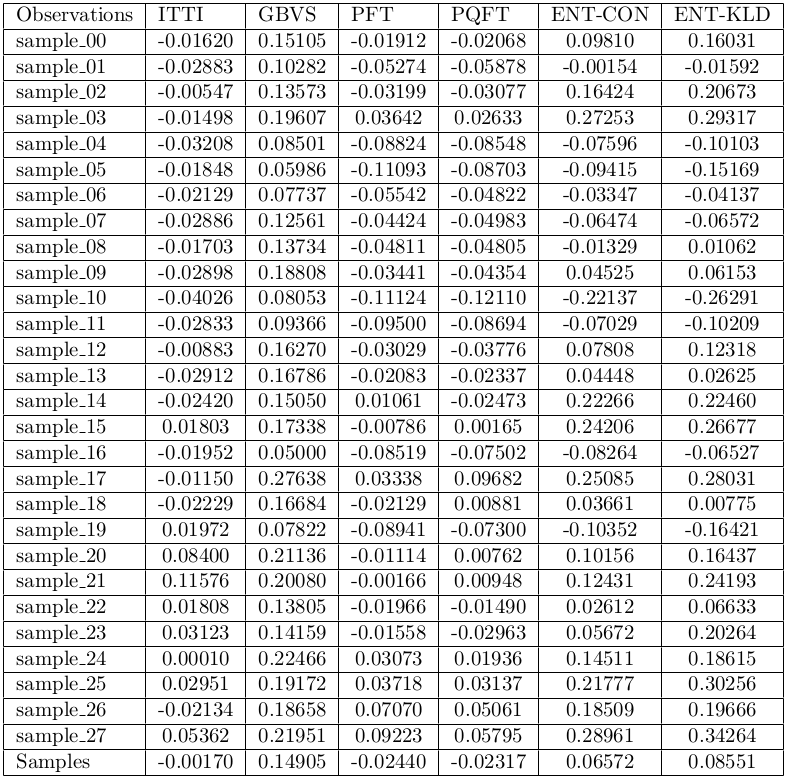 Observations ITTI GBVS PFT PQFT ENT-CON ENT-KLD
sample_00 -0.01620 0.15105 -0.01912 -0.02068 0.09810 0.16031
sample_01 -0.02883 0.10282 -0.05274 -0.05878 -0.00154 -0.01592
sample_02 -0.00547 0.13573 -0.03199 -0.03077 0.16424 0.20673
sample_03 -0.01498 0.19607 0.03642 0.02633 0.27253 0.29317
sample_04 -0.03208 0.08501 -0.08824 -0.08548 -0.07596 -0.10103
sample_05 -0.01848 0.05986 -0.11093 -0.08703 -0.09415 -0.15169
sample_06 -0.02129 0.07737 -0.05542 -0.04822 -0.03347 -0.04137
sample_07 -0.02886 0.12561 -0.04424 -0.04983 -0.06474 -0.06572
sample_08 -0.01703 0.13734 -0.04811 -0.04805 -0.01329 0.01062
sample_09 -0.02898 0.18808 -0.03441 -0.04354 0.04525 0.06153
sample_10 -0.04026 0.08053 -0.11124 -0.12110 -0.22137 -0.26291
sample_11 -0.02833 0.09366 -0.09500 -0.08694 -0.07029 -0.10209
sample_12 -0.00883 0.16270 -0.03029 -0.03776 0.07808 0.12318
sample_13 -0.02912 0.16786 -0.02083 -0.02337 0.04448 0.02625
sample_14 -0.02420 0.15050 0.01061 -0.02473 0.22266 0.22460
sample_15 0.01803 0.17338 -0.00786 0.00165 0.24206 0.26677
sample_16 -0.01952 0.05000 -0.08519 -0.07502 -0.08264 -0.06527
sample_17 -0.01150 0.27638 0.03338 0.09682 0.25085 0.28031
sample_18 -0.02229 0.16684 -0.02129 0.00881 0.03661 0.00775
sample_19 0.01972 0.07822 -0.08941 -0.07300 -0.10352 -0.16421
sample_20 0.08400 0.21136 -0.01114 0.00762 0.10156 0.16437
sample_21 0.11576 0.20080 -0.00166 0.00948 0.12431 0.24193
sample_22 0.01808 0.13805 -0.01966 -0.01490 0.02612 0.06633
sample_23 0.03123 0.14159 -0.01558 -0.02963 0.05672 0.20264
sample_24 0.00010 0.22466 0.03073 0.01936 0.14511 0.18615
sample_25 0.02951 0.19172 0.03718 0.03137 0.21777 0.30256
sample_26 -0.02134 0.18658 0.07070 0.05061 0.18509 0.19666
sample_27 0.05362 0.21951 0.09223 0.05795 0.28961 0.34264
Samples -0.00170 0.14905 -0.02440 -0.02317 0.06572 0.08551